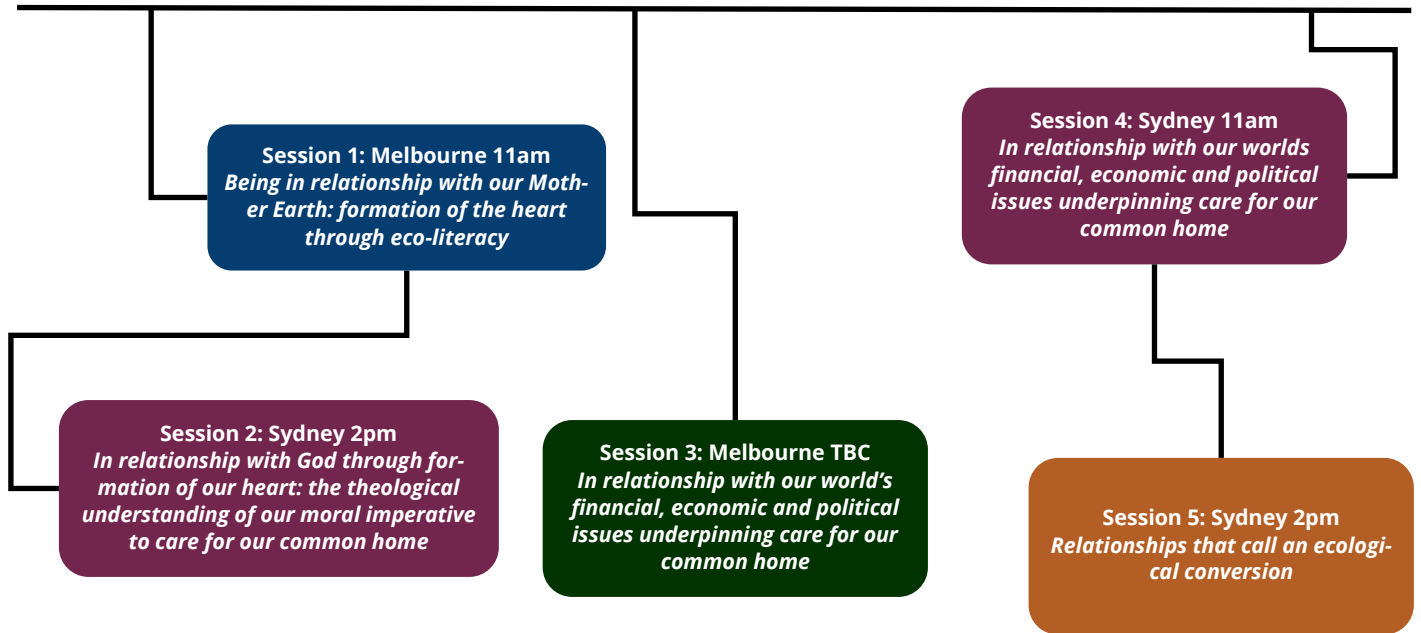 Session 1: Melbourne 11am
Being in relationship with our Moth-
er Earth: formation of the heart
through eco-literacy
Session 2: Sydney 2pm
In relationship with God through for-
mation of our heart: the theological
understanding of our moral imperative
to care for our common home
Session 3: Melbourne TBC
In relationship with our world’s
financial, economic and political
issues underpinning care for our
common home
Session 4: Sydney 11am
In relationship with our worlds
financial, economic and political
issues underpinning care for our
common home
Session 5: Sydney 2pm
Relationships that call an ecologi-
cal conversion